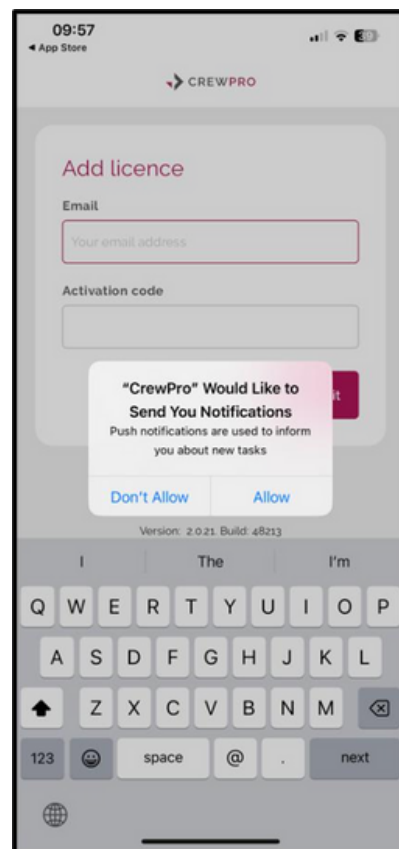 09:57
39
App Store
CREWPRO
Add licence
Email
Your email address
Activation code
it
"CrewPro" Would Like to
Send You Notifications
Push notifications are used to inform
you about new tasks
Don't Allow Allow
Version: 2.0.21. Build: 48213
I The I'm
Q W E R T Y U I O P
A S D F G H J K L
Z X C V B N M
123 space @ . next